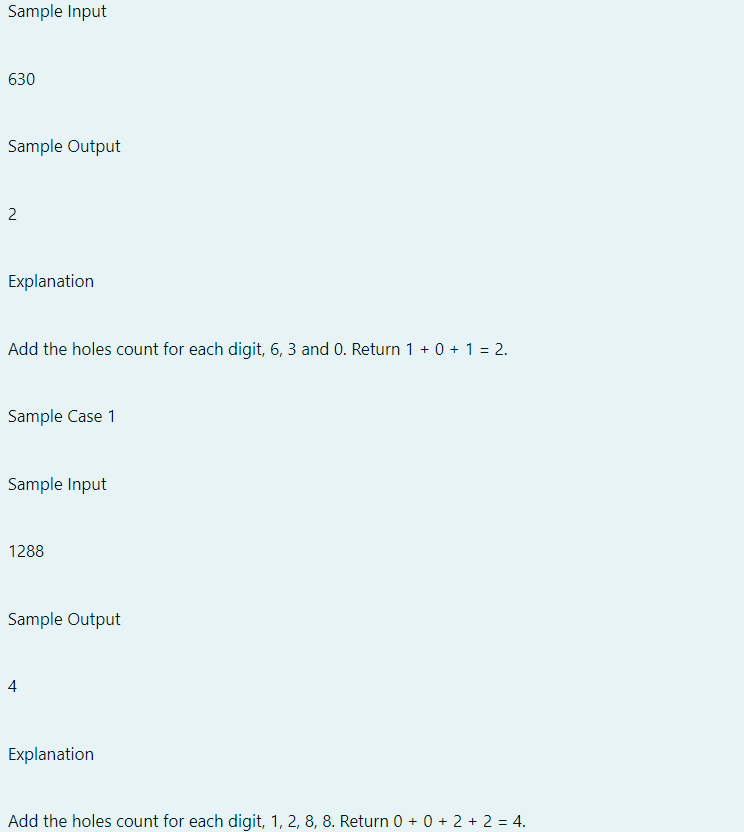 Sample Input
630
Sample Output
2
Explanation
Add the holes count for each digit, 6, 3 and 0. Return 1 + 0 + 1 = 2.
Sample Case 1
Sample Input
1288
Sample Output
4
Explanation
Add the holes count for each digit, 1, 2, 8, 8. Return 0 + 0 + 2 + 2 = 4.